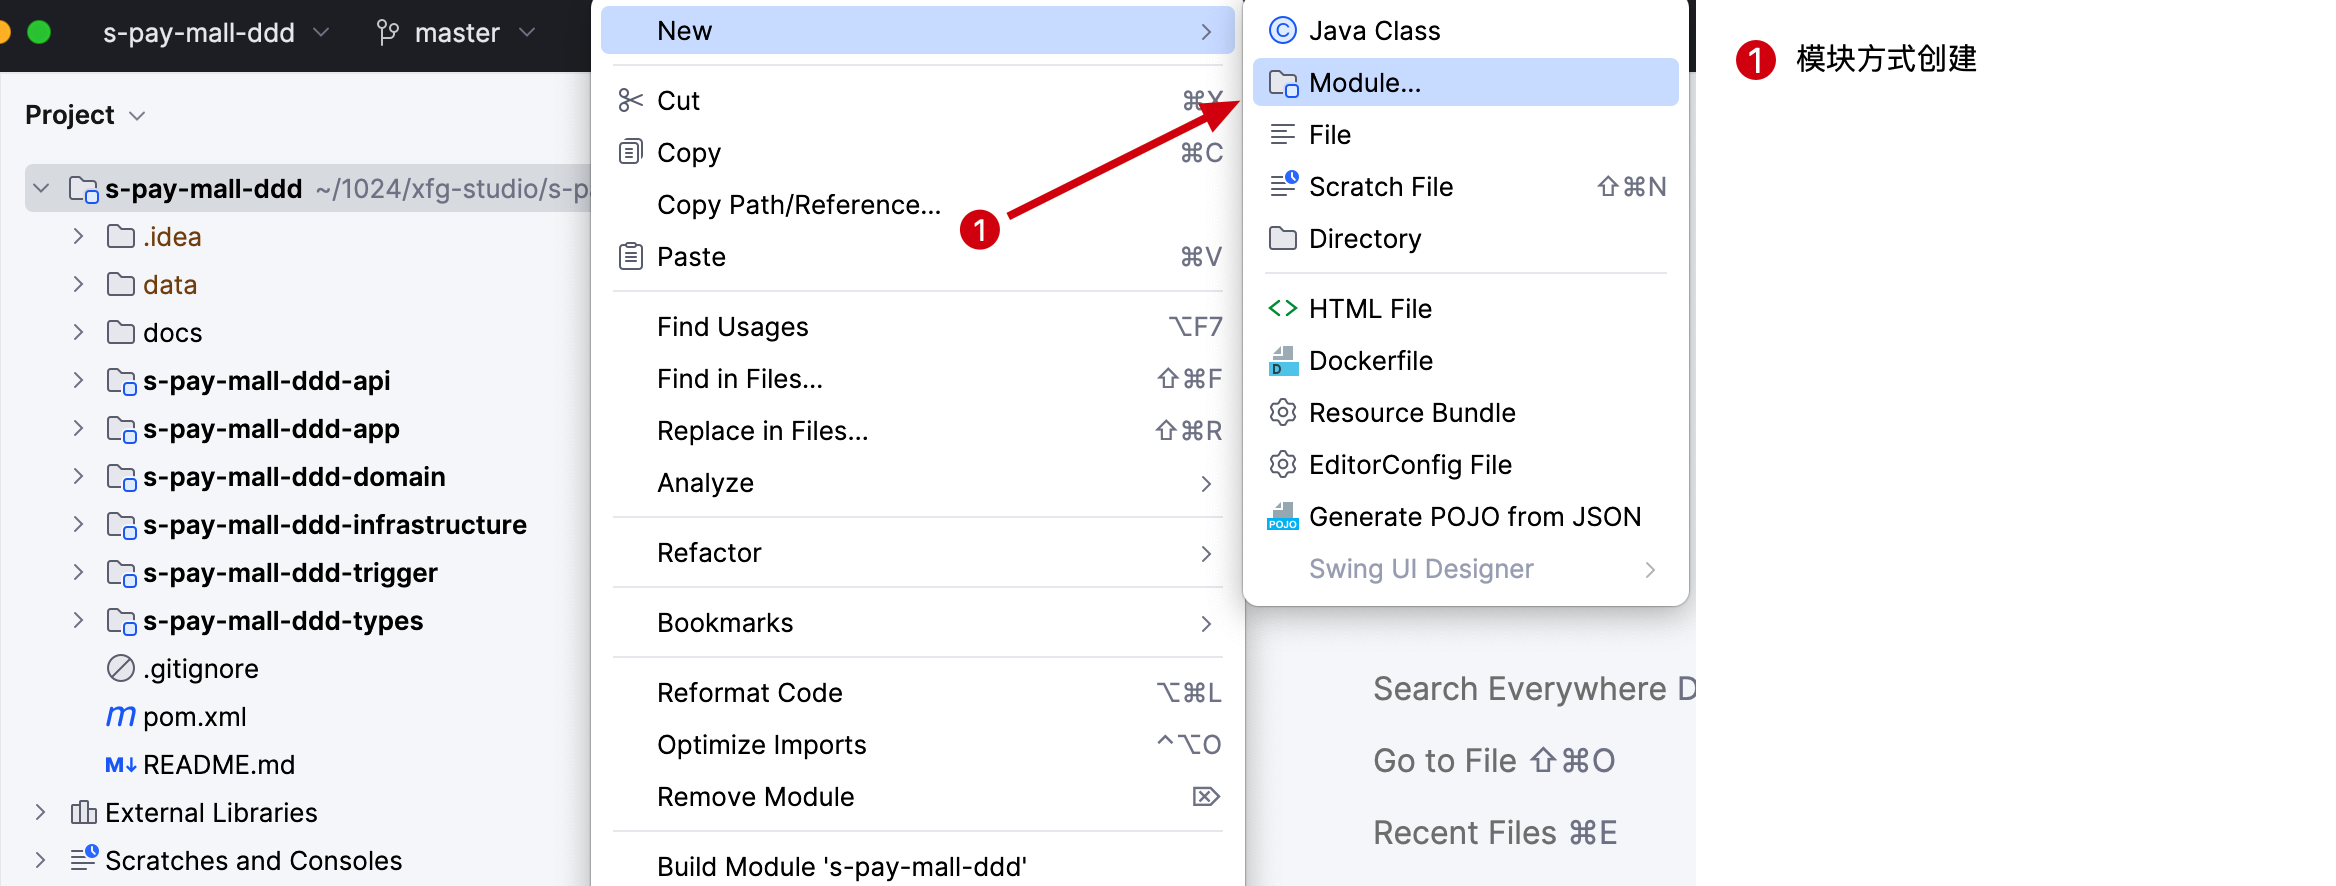 s-pay-mall-ddd
master
Project
s-pay-mall-ddd ~/1024/xfg-studio/s-pa
.idea
data
docs
s-pay-mall-ddd-api
s-pay-mall-ddd-app
s-pay-mall-ddd-domain
s-pay-mall-ddd-infrastructure
s-pay-mall-ddd-trigger
s-pay-mall-ddd-types
.gitignore
pom.xml
M↓ README.md
External Libraries
Scratches and Consoles
New
Cut ⌘X
Copy ⌘C
Copy Path/Reference...
Paste ⌘V
Find Usages ⌥F7
Find in Files... ⇧⌘F
Replace in Files... ⇧⌘R
Analyze
Refactor
Bookmarks
Reformat Code ⌥⌘L
Optimize Imports ^⌥O
Remove Module ⌦
Build Module 's-pay-mall-ddd'
1
Java Class
Module...
File
Scratch File ⇧⌘N
Directory
HTML File
Dockerfile
Resource Bundle
EditorConfig File
POJO Generate POJO from JSON
Swing UI Designer
Search Everywhere D
Go to File ⇧⌘O
Recent Files ⌘E
1 模块方式创建